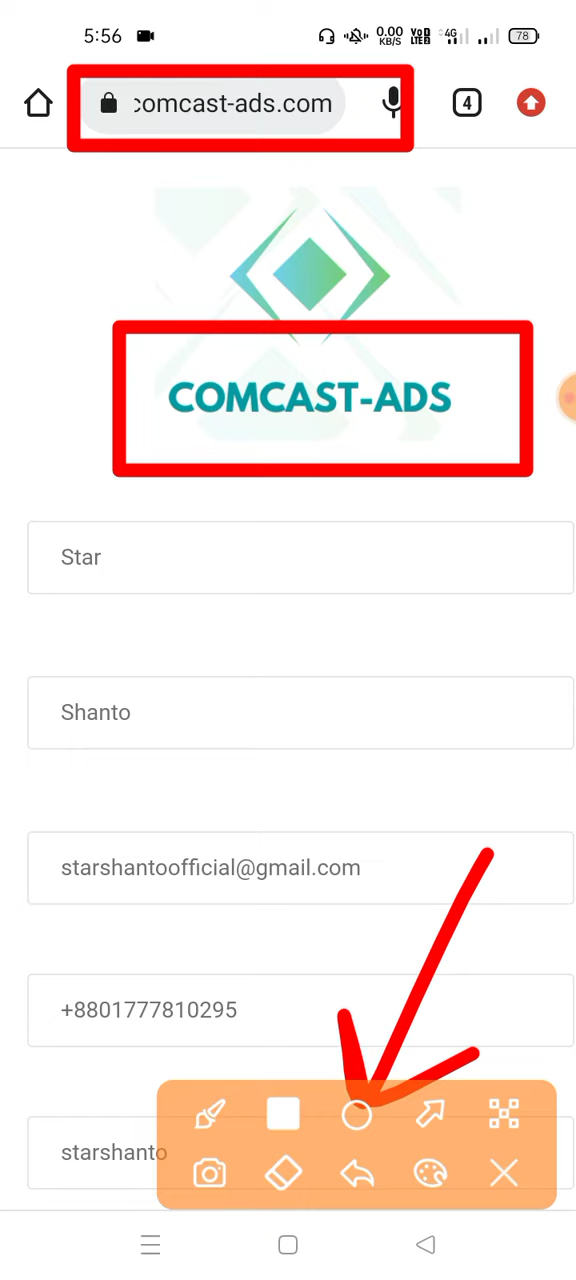 5:56 0.00 KB/S VoD LTE 4G 78
comcast-ads.com 4
COMCAST-ADS
Star
Shanto
starshantoofficial@gmail.com
+8801777810295
starshanto